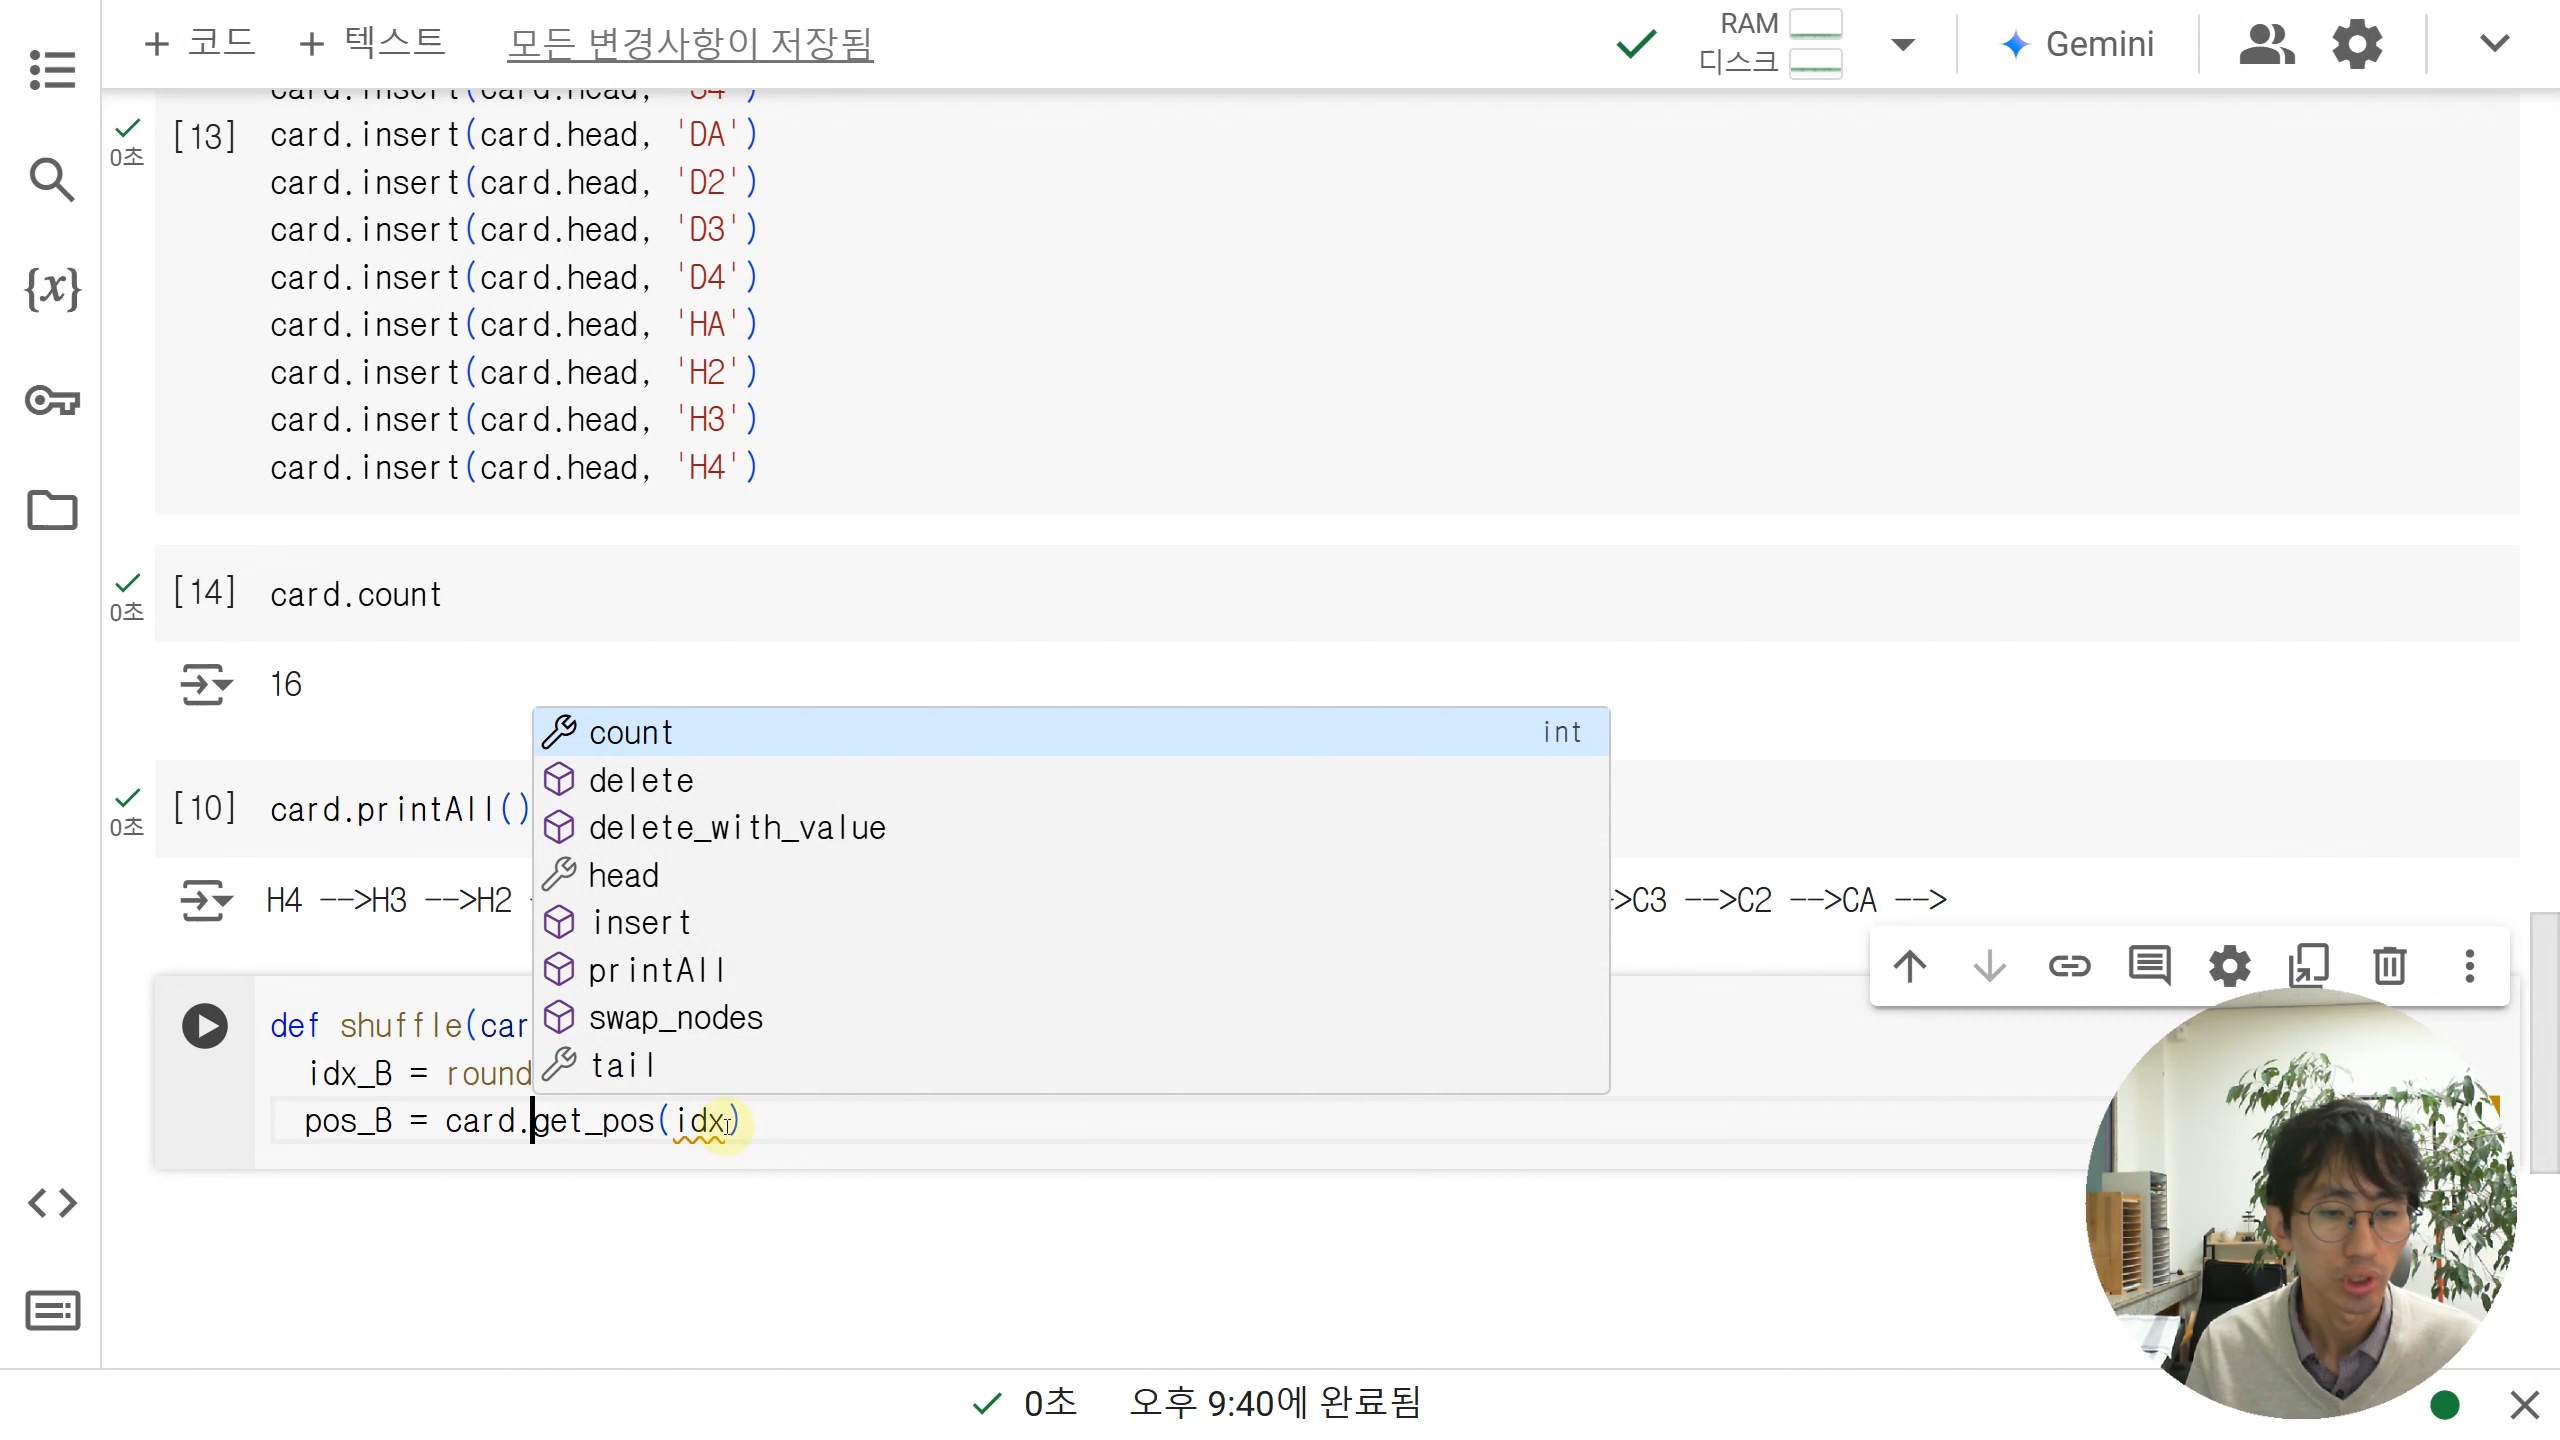 + 코드 + 텍스트 모든 변경사항이 저장됨
RAM
디스크
Gemini
[13]
0초
card.insert(card.head, 'S4')
card.insert(card.head, 'DA')
card.insert(card.head, 'D2')
card.insert(card.head, 'D3')
card.insert(card.head, 'D4')
card.insert(card.head, 'HA')
card.insert(card.head, 'H2')
card.insert(card.head, 'H3')
card.insert(card.head, 'H4')
[14] card.count
0초
16
count int
delete
delete_with_value
head
insert
printAll
swap_nodes
tail
[10] card.printAll()
0초
H4 -->H3 -->H2
->C3 -->C2 -->CA -->
def shuffle(car
idx_B = round
pos_B = card.get_pos(idx)
{x}
0초 오후 9:40에 완료됨